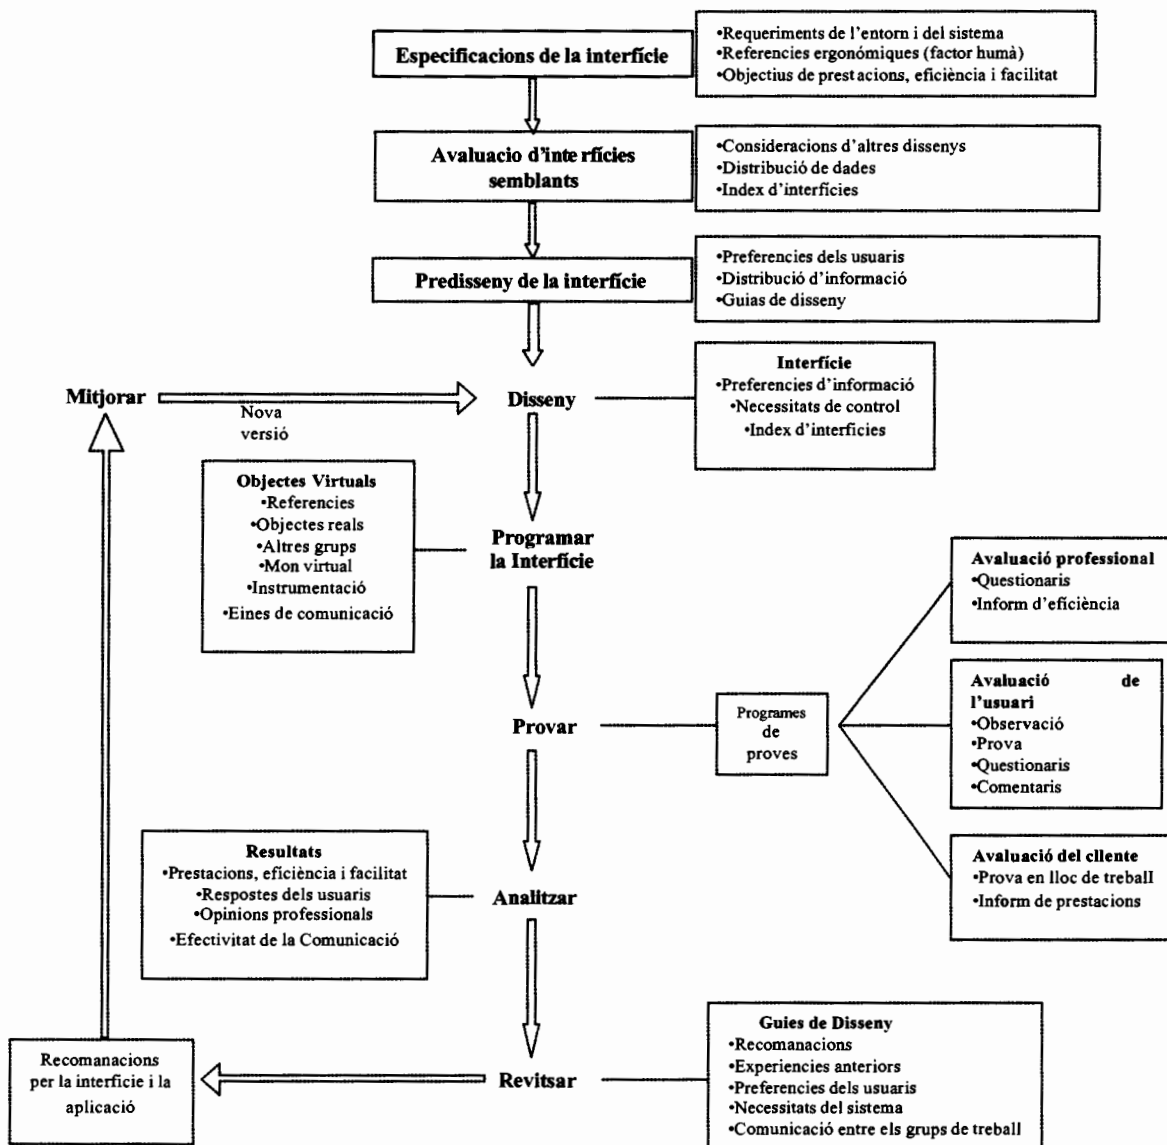 Especificacions de la interfície
•Requeriments de l'entorn i del sistema
•Referencies ergonómiques (factor humà)
•Objectius de prestacions, eficiència i facilitat
Avaluacio d'inte rfícies
semblants
•Consideracions d'altres dissenys
•Distribució de dades
•Index d'interfícies
Predisseny de la interfície
•Preferencies dels usuaris
•Distribució d'informació
•Guias de disseny
Mitjorar
Nova
versió
Disseny
Interfície
•Preferencies d'informació
•Necessitats de control
•Index d'interficies
Objectes Virtuals
•Referencies
•Objectes reals
•Altres grups
•Mon virtual
•Instrumentació
•Eines de comunicació
Programar
la Interfície
Avaluació professional
•Questionaris
•Inform d'eficiència
Provar
Programes
de
proves
Avaluació de
l'usuari
•Observació
•Prova
•Questionaris
•Comentaris
Avaluació del cllente
•Prova en lloc de treball
•Inform de prestacions
Resultats
•Prestacions, eficiència i facilitat
•Respostes dels usuaris
•Opinions professionals
•Efectivitat de la Comunicació
Analitzar
Recomanacions
per la interficie i la
aplicació
Revitsar
Guies de Disseny
•Recomanacions
•Experiencies anteriors
•Preferencies dels usuaris
•Necessitats del sistema
•Comunicació entre els grups de treball